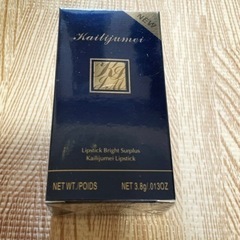 NEW!
Kailijumei
Lipstick Bright Surplus
Kailijumei Lipstick
NET WT./POIDS NET 3.8g/.013OZ